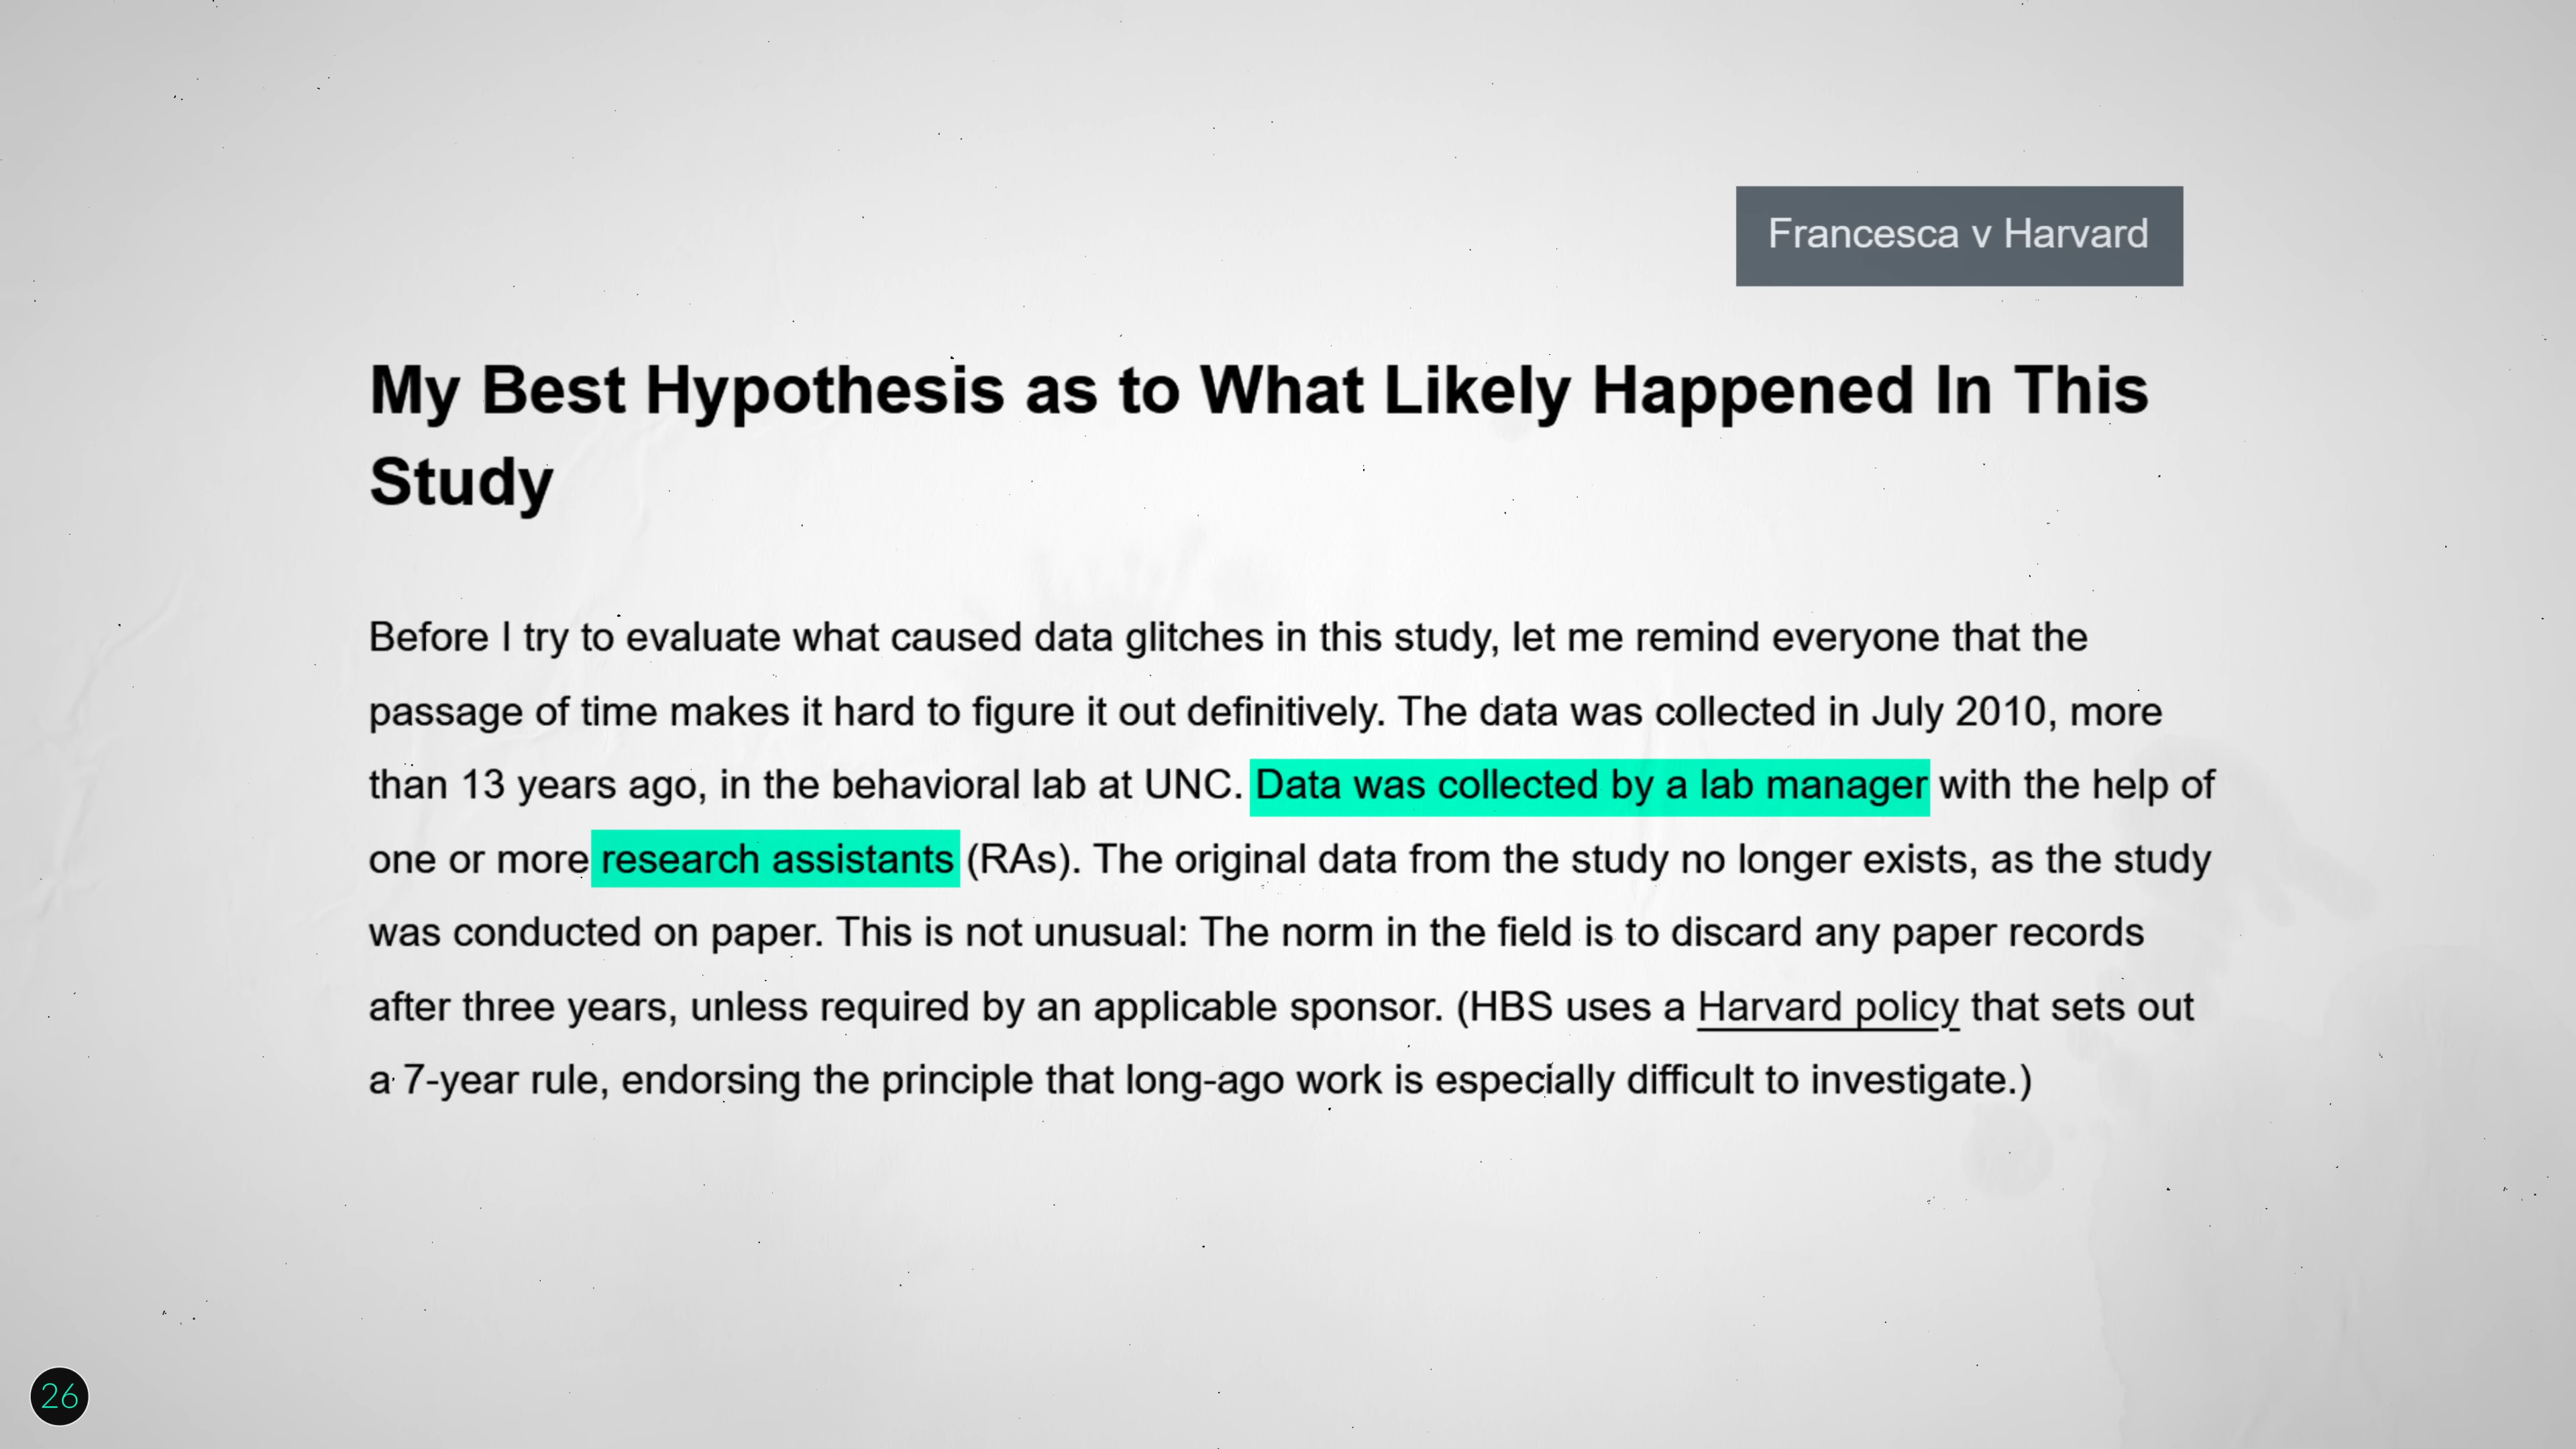 Francesca v Harvard
My Best Hypothesis as to What Likely Happened In This
Study
Before I try to evaluate what caused data glitches in this study, let me remind everyone that the
passage of time makes it hard to figure it out definitively. The data was collected in July 2010, more
than 13 years ago, in the behavioral lab at UNC. Data was collected by a lab manager with the help of
one or more research assistants (RAs). The original data from the study no longer exists, as the study
was conducted on paper. This is not unusual: The norm in the field is to discard any paper records
after three years, unless required by an applicable sponsor. (HBS uses a Harvard policy that sets out
a 7-year rule, endorsing the principle that long-ago work is especially difficult to investigate.)
26